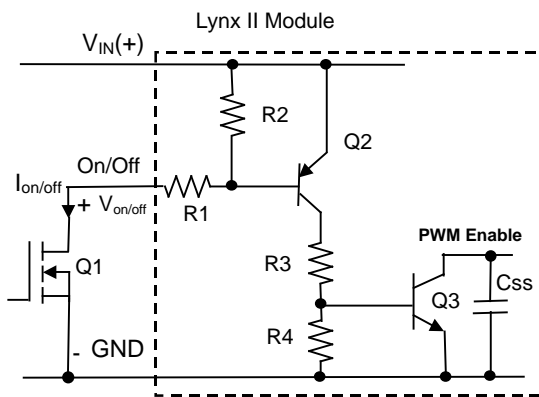 Lynx II Module
VIN(+)
R2
Q2
On/Off
Ion/off
+ Von/off
R1
PWM Enable
R3
Css
Q1
Q3
R4
- GND